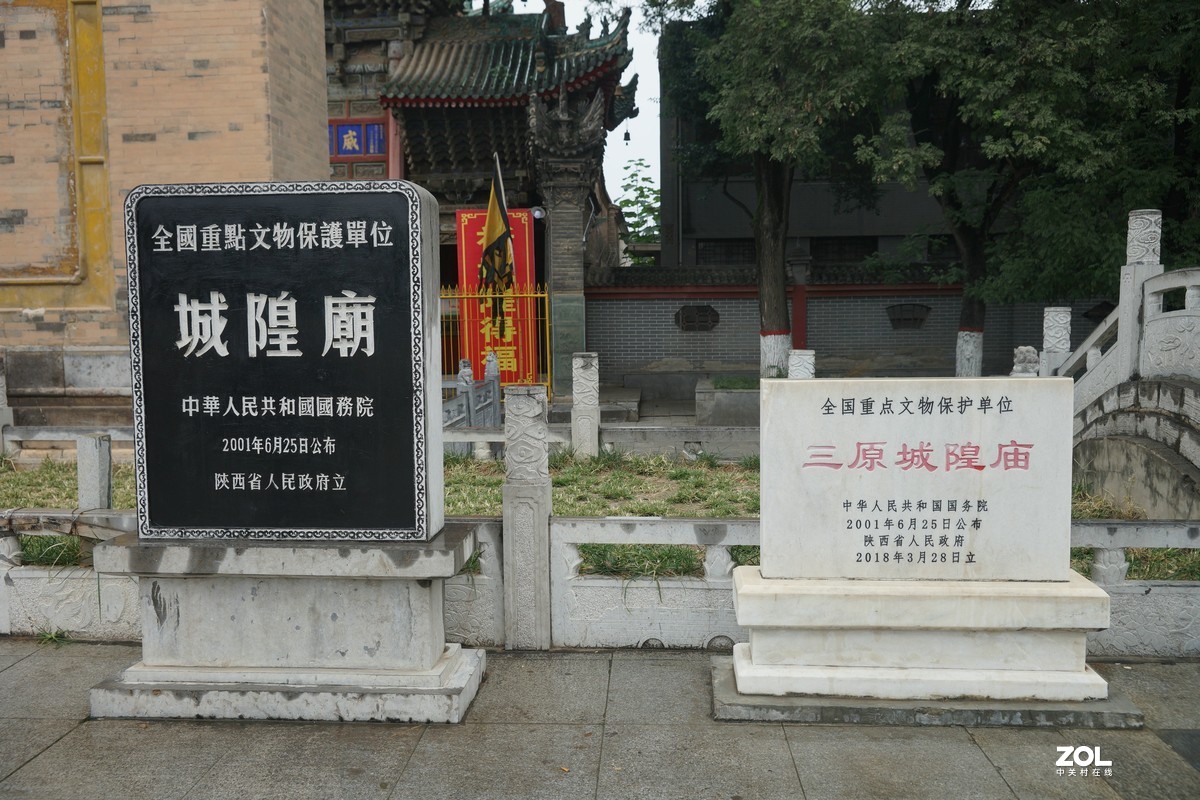 全國重點文物保護單位
城隍廟
中華人民共和國國務院
2001年6月25日公布
陝西省人民政府立
威
得
福
全国重点文物保护单位
三原城隍庙
中华人民共和国国务院
2001年6月25日公布
陕西省人民政府
2018年3月28日立
ZOL
中关村在线